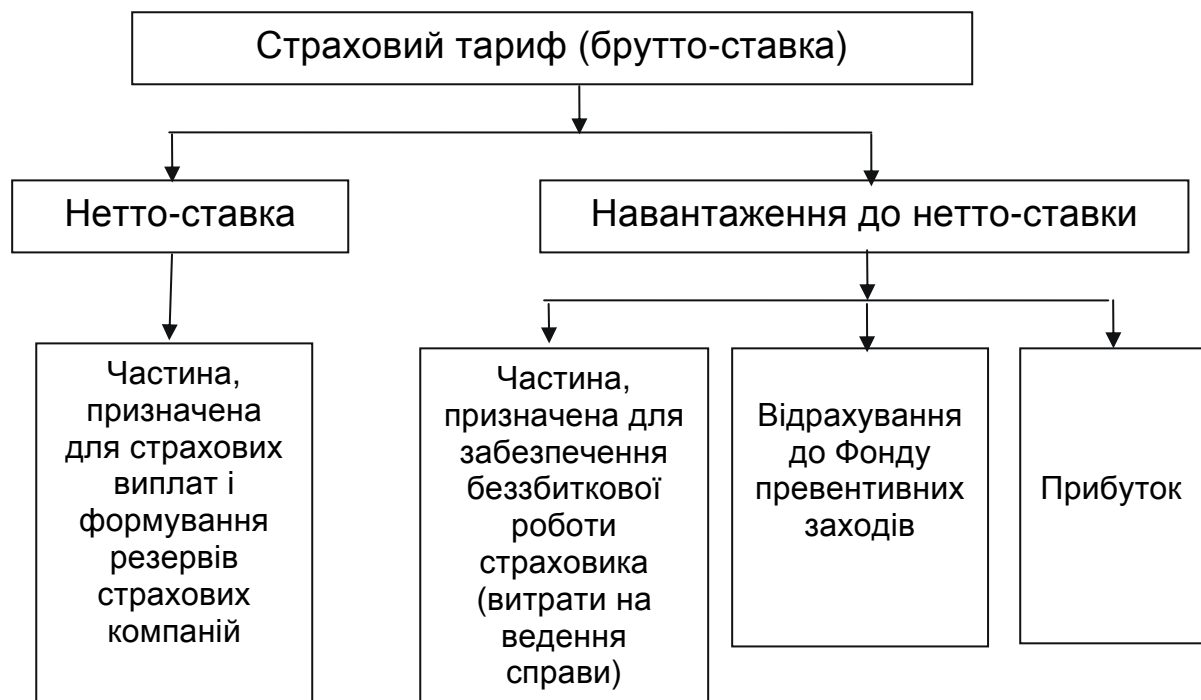 Страховий тариф (брутто-ставка)
Нетто-ставка
Навантаження до нетто-ставки
Частина,
призначена
для страхових
виплат і
формування
резервів
страхових
компаній
Частина,
призначена для
забезпечення
беззбиткової
роботи
страховика
(витрати на
ведення
справи)
Відрахування
до Фонду
превентивних
заходів
Прибуток